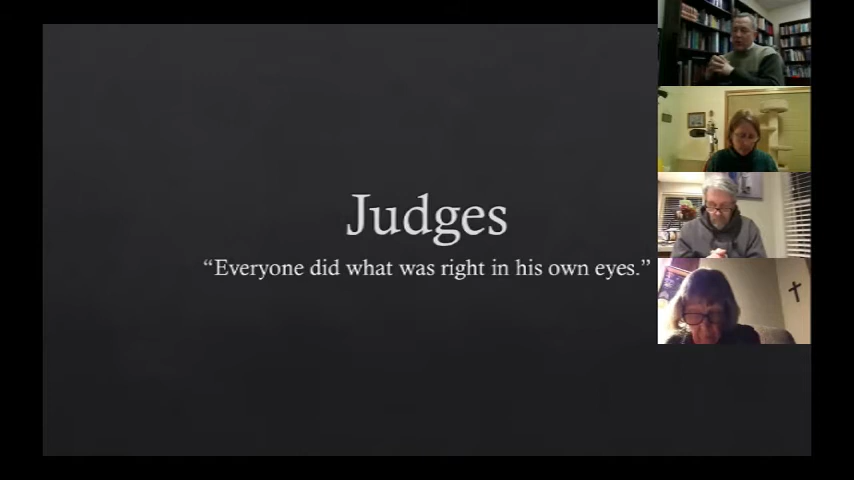 Judges
“Everyone did what was right in his own eyes.”